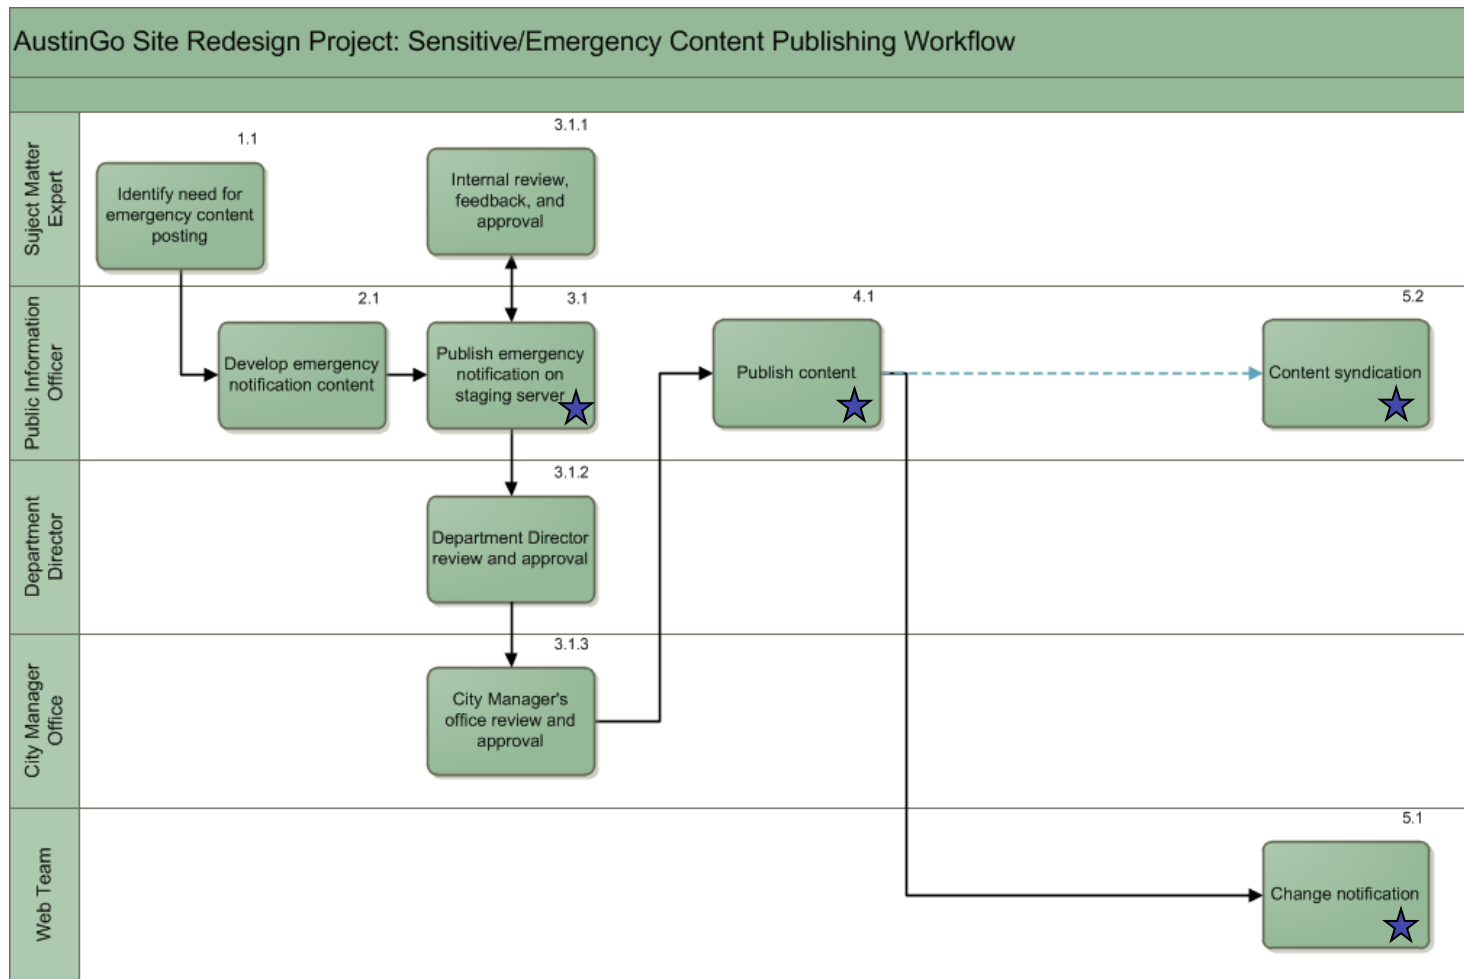 AustinGo Site Redesign Project: Sensitive/Emergency Content Publishing Workflow
Suject Matter
Expert
1.1
Identify need for
emergency content
posting
3.1.1
Internal review,
feedback, and
approval
Public Information
Officer
2.1
Develop emergency
notification content
3.1
Publish emergency
notification on
staging server
4.1
Publish content
5.2
Content syndication
Department
Director
3.1.2
Department Director
review and approval
City Manager
Office
3.1.3
City Manager's
office review and
approval
Web Team
5.1
Change notification